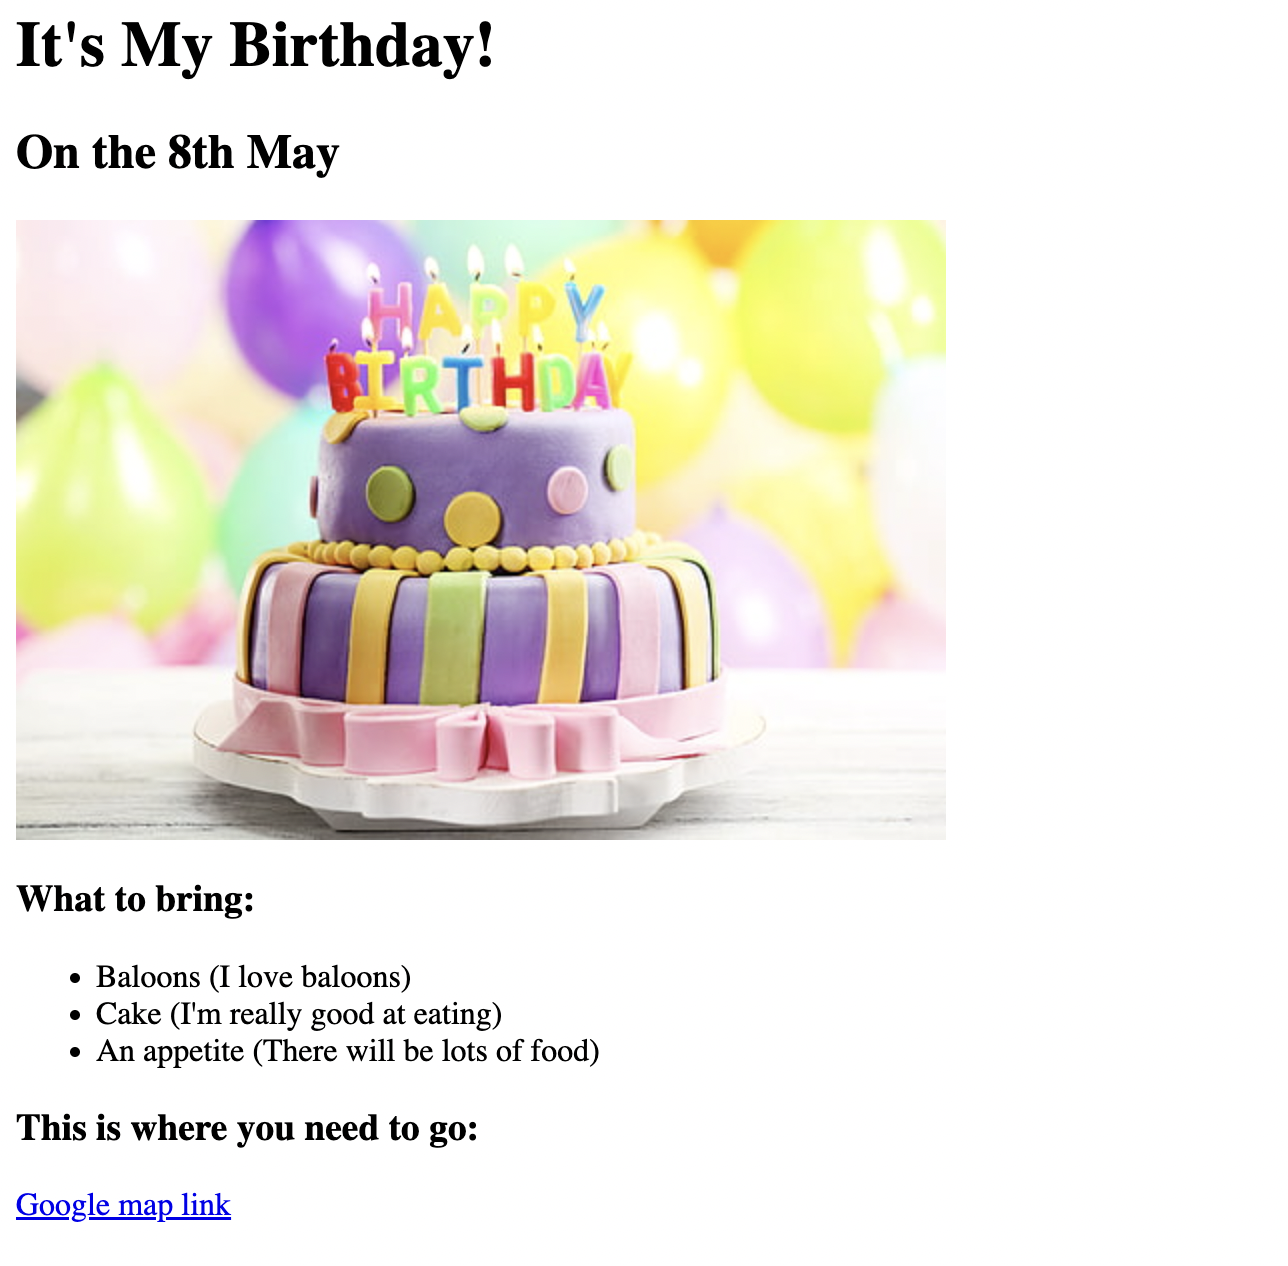 It's My Birthday!
On the 8th May
HAPPY
BIRTHDAY
What to bring:
Baloons (I love baloons)
Cake (I'm really good at eating)
An appetite (There will be lots of food)
This is where you need to go:
Google map link